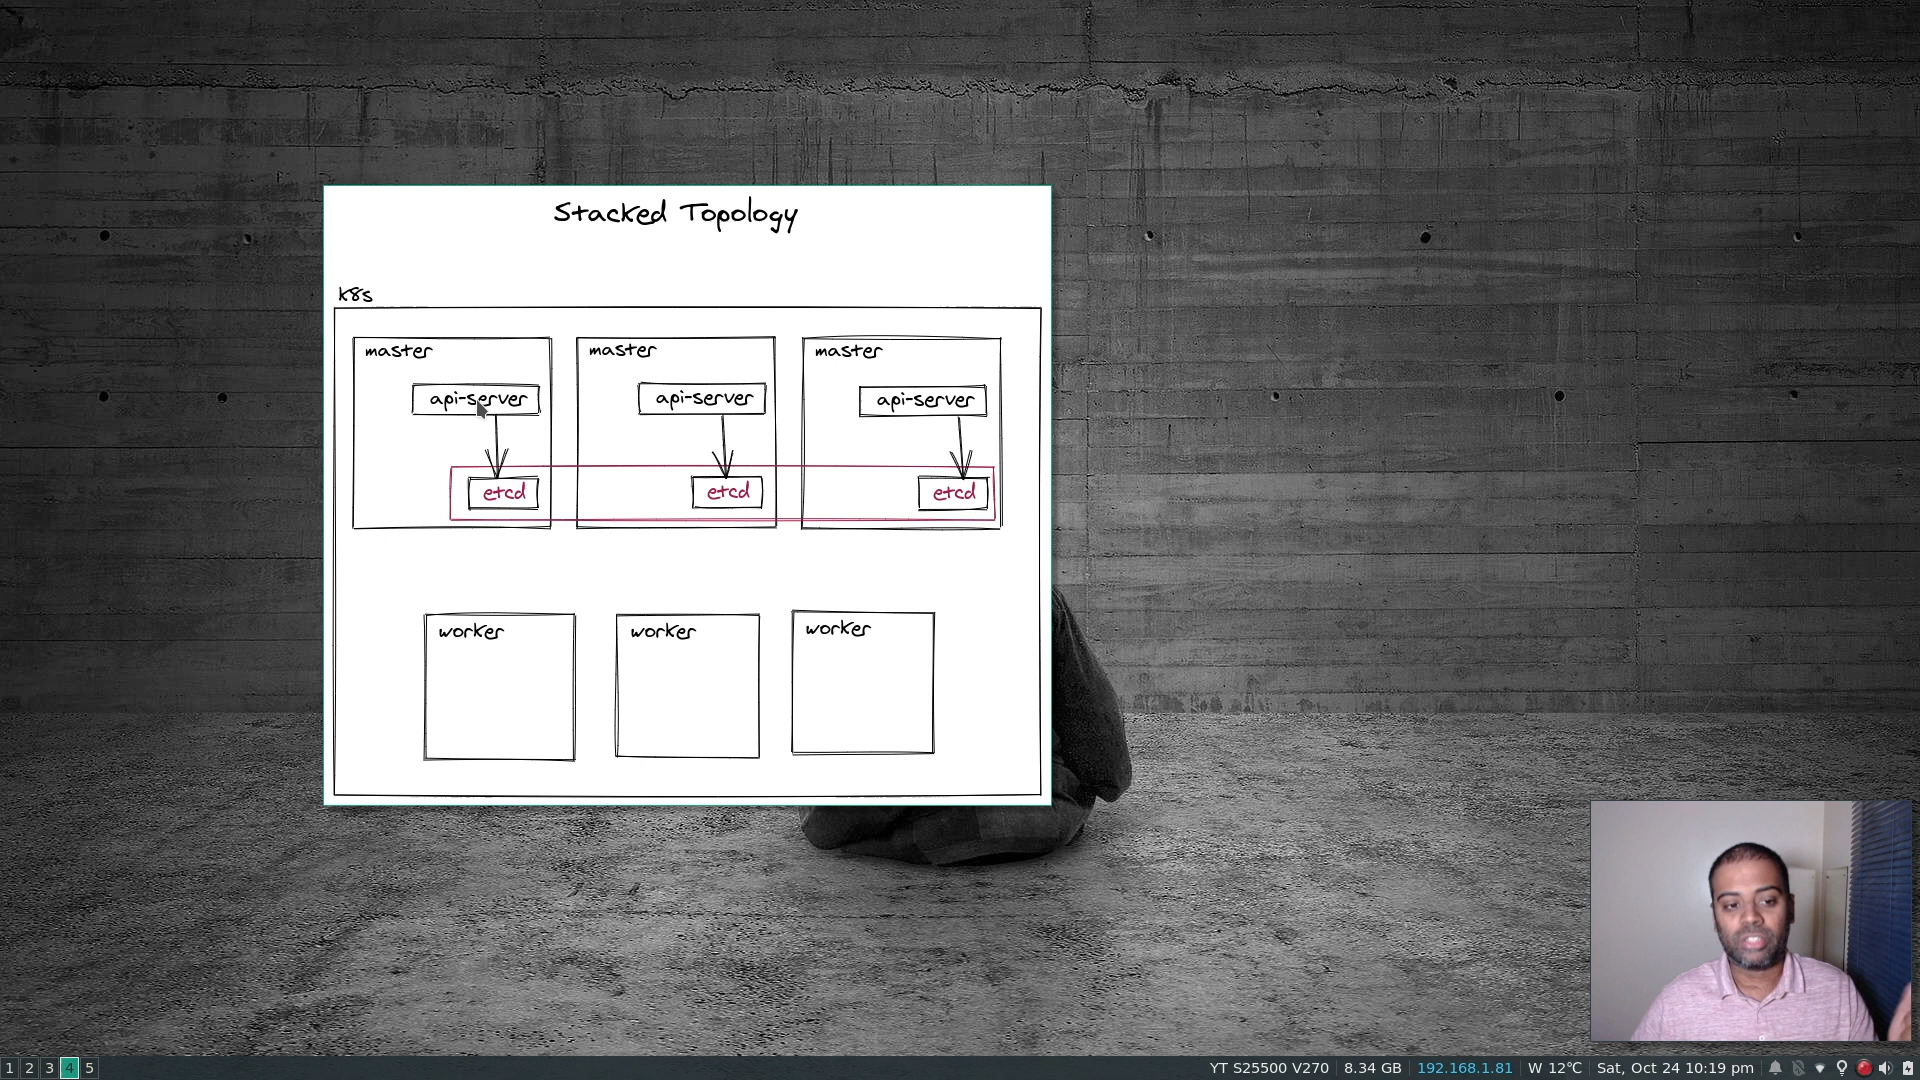 Stacked Topology
k8s
master master master
api-server api-server api-server
etcd etcd etcd
worker worker worker
1 2 3 4 5 YT S25500 V270 8.34 GB 192.168.1.81 W 12℃ Sat, Oct 24 10:19 pm